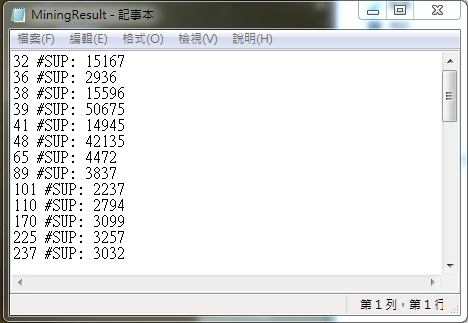 MiningResult - 記事本
檔案(F) 編輯(E) 格式(O) 檢視(V) 說明(H)
32 #SUP: 15167
36 #SUP: 2936
38 #SUP: 15596
39 #SUP: 50675
41 #SUP: 14945
48 #SUP: 42135
65 #SUP: 4472
89 #SUP: 3837
101 #SUP: 2237
110 #SUP: 2794
170 #SUP: 3099
225 #SUP: 3257
237 #SUP: 3032
第 1 列，第 1 行